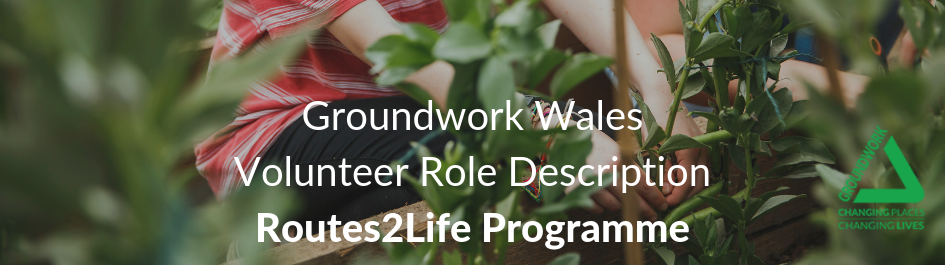 Groundwork Wales
Volunteer Role Description
Routes2Life Programme
GROUNDWORK
CHANGING PLACES
CHANGING LIVES